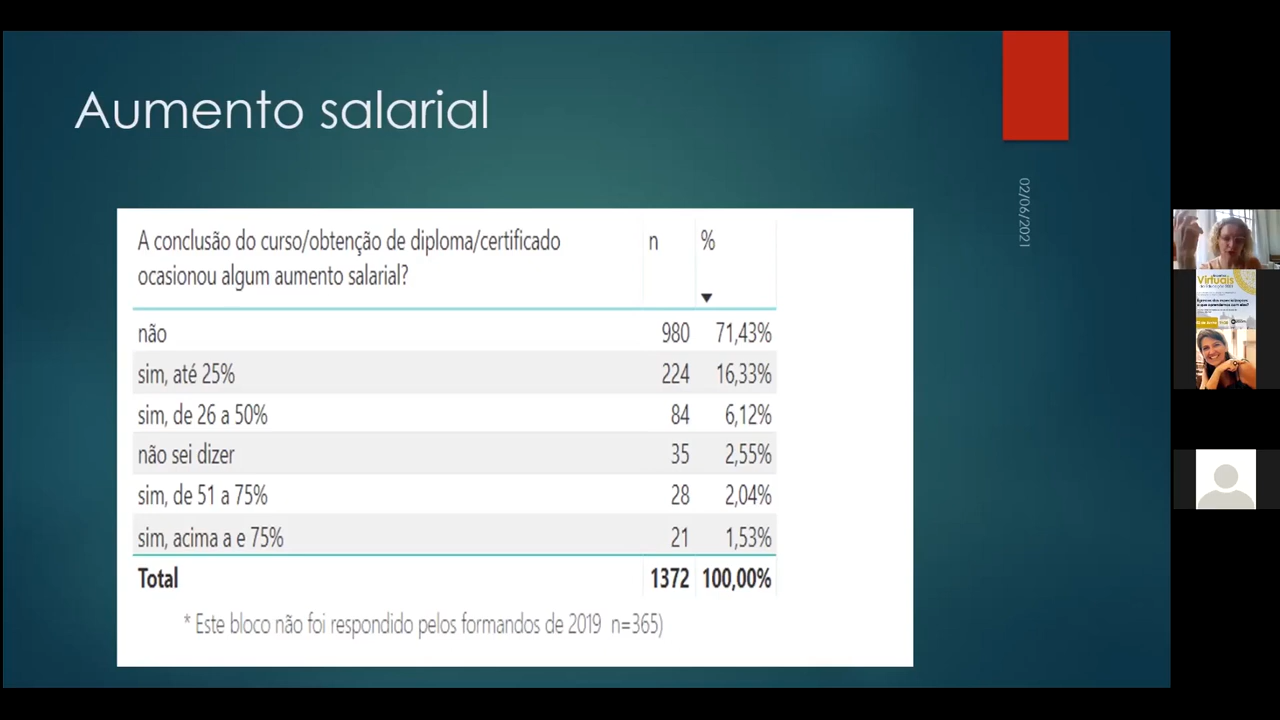 Aumento salarial
02/06/2021
A conclusão do curso/obtenção de diploma/certificado n %
ocasionou algum aumento salarial?
não 980 71,43%
sim, até 25% 224 16,33%
sim, de 26 a 50% 84 6,12%
não sei dizer 35 2,55%
sim, de 51 a 75% 28 2,04%
sim, acima a e 75% 21 1,53%
Total 1372 100,00%
* Este bloco não foi respondido pelos formandos de 2019 n=365)
Virtuais